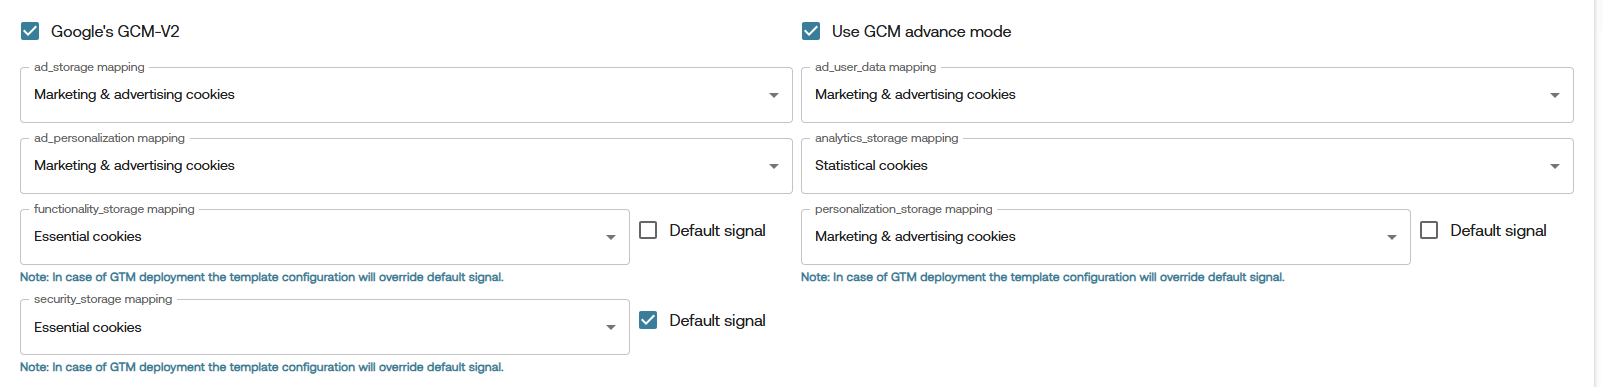 Google's GCM-V2
Use GCM advance mode
ad_storage mapping
Marketing & advertising cookies
ad_user_data mapping
Marketing & advertising cookies
ad_personalization mapping
Marketing & advertising cookies
analytics_storage mapping
Statistical cookies
functionality_storage mapping
Essential cookies
Default signal
Note: In case of GTM deployment the template configuration will override default signal.
personalization_storage mapping
Marketing & advertising cookies
Default signal
Note: In case of GTM deployment the template configuration will override default signal.
security_storage mapping
Essential cookies
Default signal
Note: In case of GTM deployment the template configuration will override default signal.